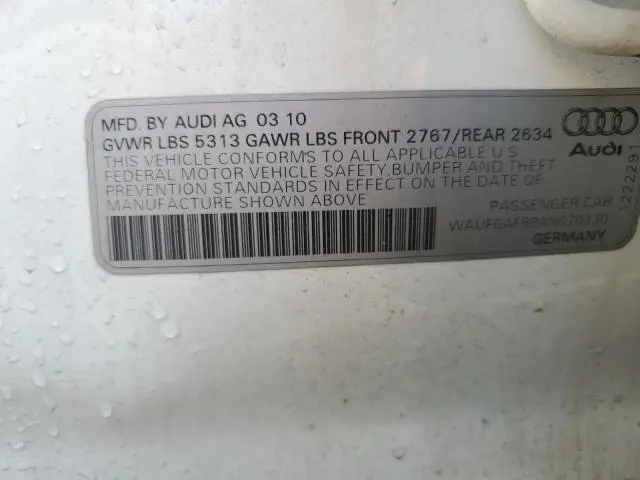 MFD. BY AUDI AG 03 10
GVWR LBS 5313 GAWR LBS FRONT 2767/REAR 2634
THIS VEHICLE CONFORMS TO ALL APPLICABLE U S
FEDERAL MOTOR VEHICLE SAFETY, BUMPER AND THEFT
PREVENTION STANDARDS IN EFFECT ON THE DATE OF
MANUFACTURE SHOWN ABOVE
Audi
1222291
PASSENGER CAR
GERMANY